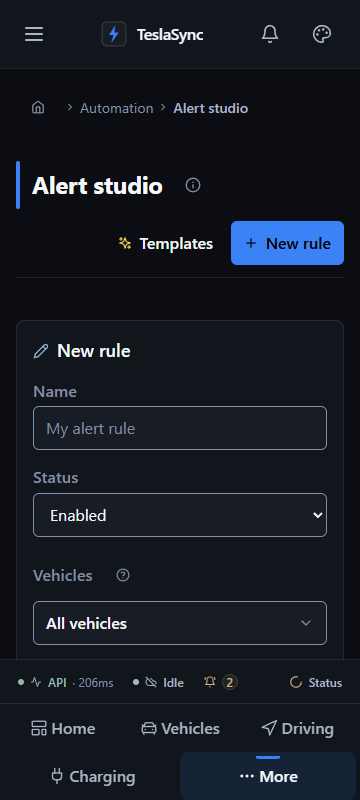 TeslaSync
Automation
Alert studio
Alert studio
Templates
New rule
New rule
Name
My alert rule
Status
Enabled
Vehicles
All vehicles
API · 206ms
Idle
2
Status
Home
Vehicles
Driving
Charging
More